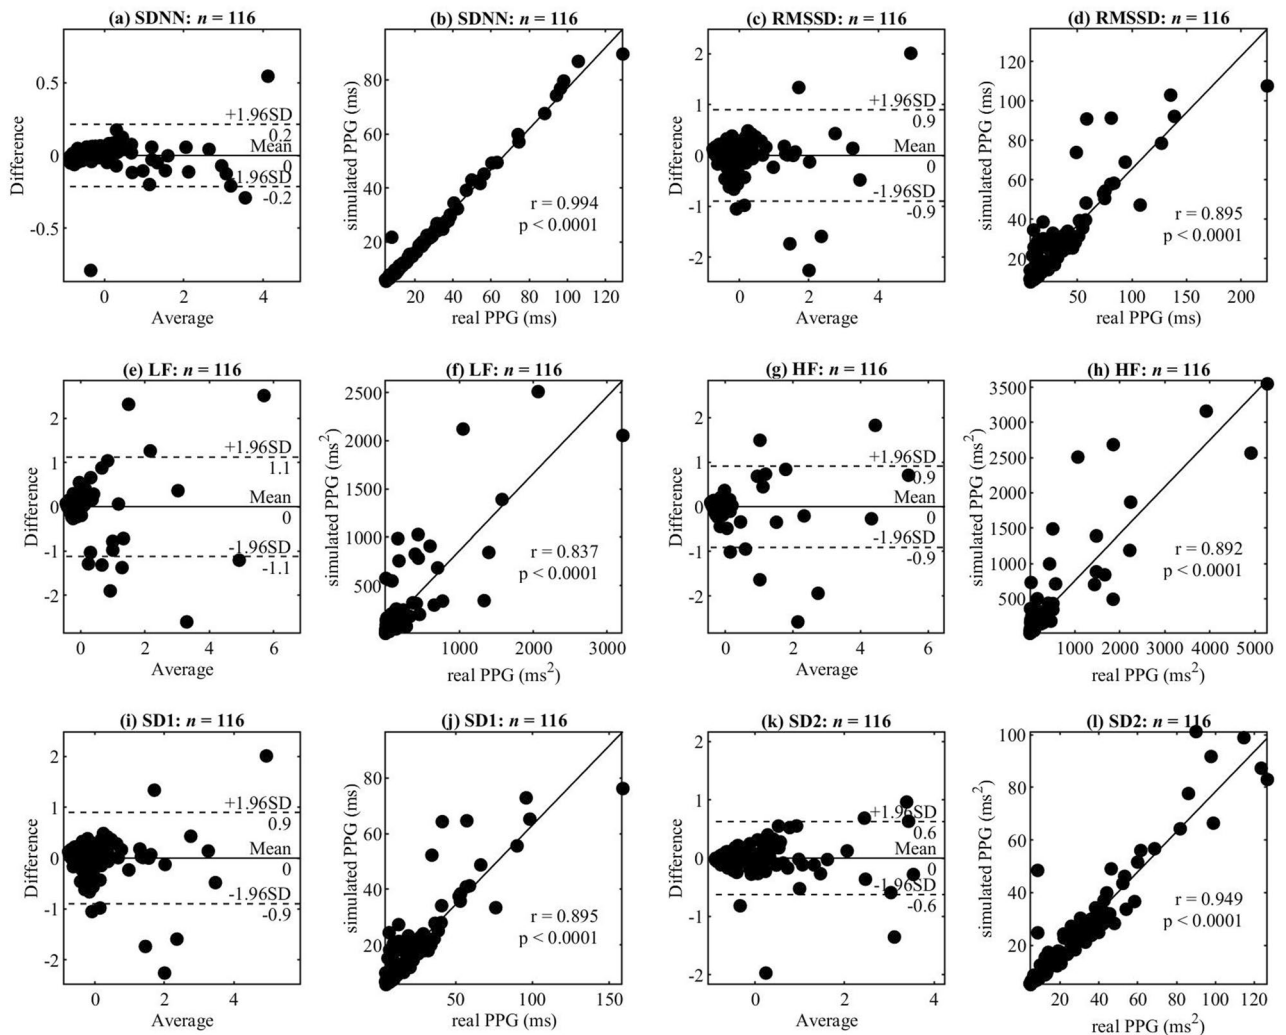 (a) SDNN: n = 116
0.5
0
-0.5
0
2
4
Difference
Average
+1.96SD
0.2
Mean
0
-1.96SD
-0.2
(b) SDNN: n = 116
80
60
40
20
20
40
60
80
100
120
simulated PPG (ms)
real PPG (ms)
r = 0.994
p < 0.0001
(c) RMSSD: n = 116
2
1
0
-1
-2
0
2
4
Difference
Average
+1.96SD
0.9
Mean
0
-1.96SD
-0.9
(d) RMSSD: n = 116
120
100
80
60
40
20
50
100
150
200
simulated PPG (ms)
real PPG (ms)
r = 0.895
p < 0.0001
(e) LF: n = 116
2
1
0
-1
-2
0
2
4
6
Difference
Average
+1.96SD
1.1
Mean
0
-1.96SD
-1.1
(f) LF: n = 116
2500
2000
1500
1000
500
1000
2000
3000
simulated PPG (ms²)
real PPG (ms²)
r = 0.837
p < 0.0001
(g) HF: n = 116
2
1
0
-1
-2
0
2
4
6
Difference
Average
+1.96SD
0.9
Mean
0
-1.96SD
-0.9
(h) HF: n = 116
3500
3000
2500
2000
1500
1000
500
1000
2000
3000
4000
5000
simulated PPG (ms²)
real PPG (ms²)
r = 0.892
p < 0.0001
(i) SD1: n = 116
2
1
0
-1
-2
0
2
4
Difference
Average
+1.96SD
0.9
Mean
0
-1.96SD
-0.9
(j) SD1: n = 116
80
60
40
20
50
100
150
simulated PPG (ms)
real PPG (ms)
r = 0.895
p < 0.0001
(k) SD2: n = 116
2
1
0
-1
-2
0
2
4
Difference
Average
+1.96SD
0.6
Mean
0
-1.96SD
-0.6
(l) SD2: n = 116
100
80
60
40
20
20
40
60
80
100
120
simulated PPG (ms²)
real PPG (ms²)
r = 0.949
p < 0.0001